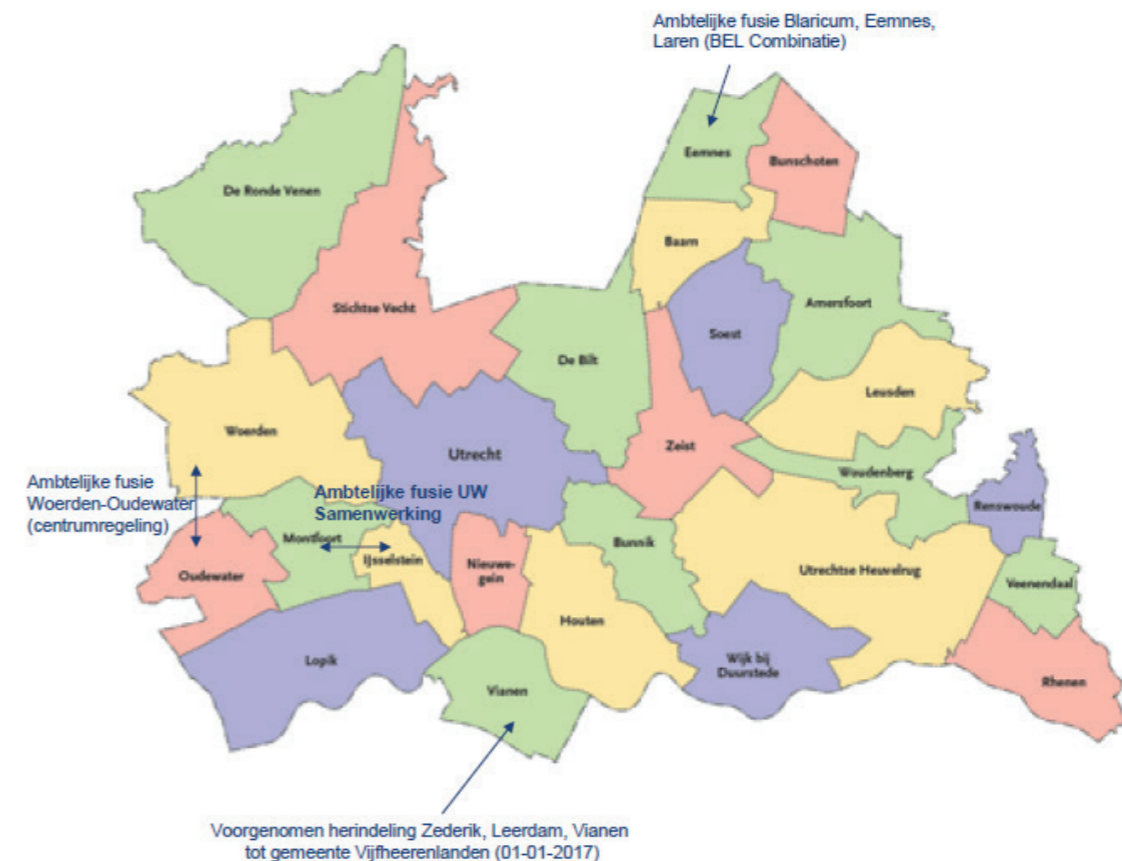 Ambtelijke fusie Blaricum, Eemnes,
Laren (BEL Combinatie)
Eemnes
Bunschoten
De Ronde Venen
Baarn
Stichtse Vecht
Soest
Amersfoort
De Bilt
Leusden
Woerden
Utrecht
Zeist
Woudenberg
Renswoude
Ambtelijke fusie
Woerden-Oudewater
(centrumregeling)
Ambtelijke fusie UW
Samenwerking
Montfoort
IJsselstein
Oudewater
Nieuwe-
gein
Bunnik
Utrechtse Heuvelrug
Veenendaal
Houten
Lopik
Vianen
Wijk bij
Duurstede
Rhenen
Voorgenomen herindeling Zederik, Leerdam, Vianen
tot gemeente Vijfheerenlanden (01-01-2017)